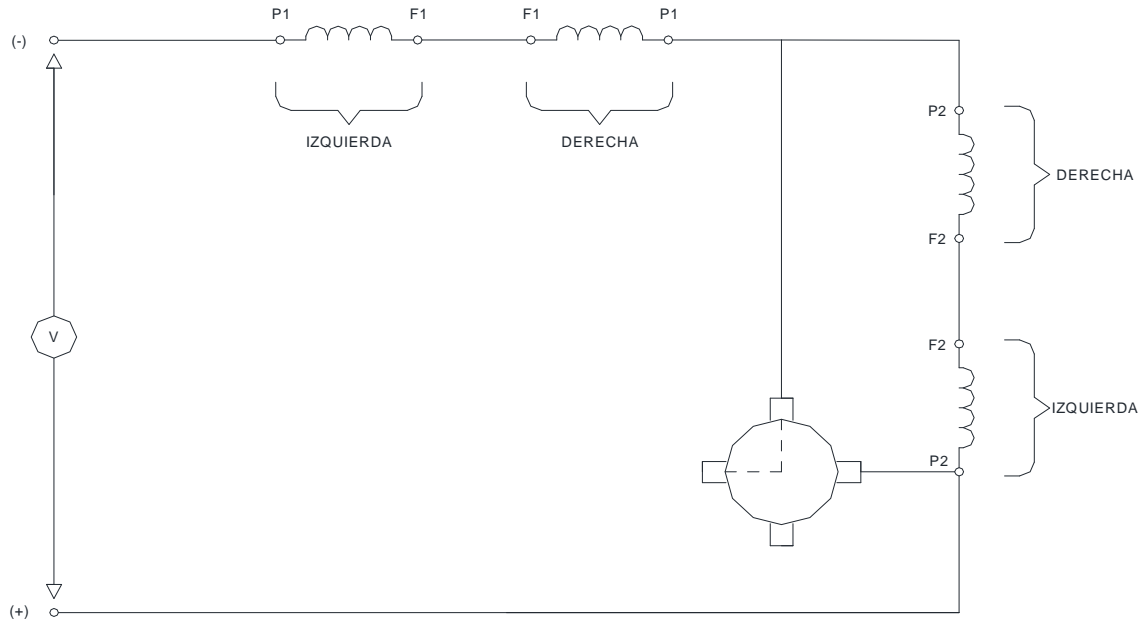 P1
F1
F1
P1
(-)
IZQUIERDA
DERECHA
P2
DERECHA
F2
V
F2
IZQUIERDA
P2
(+)